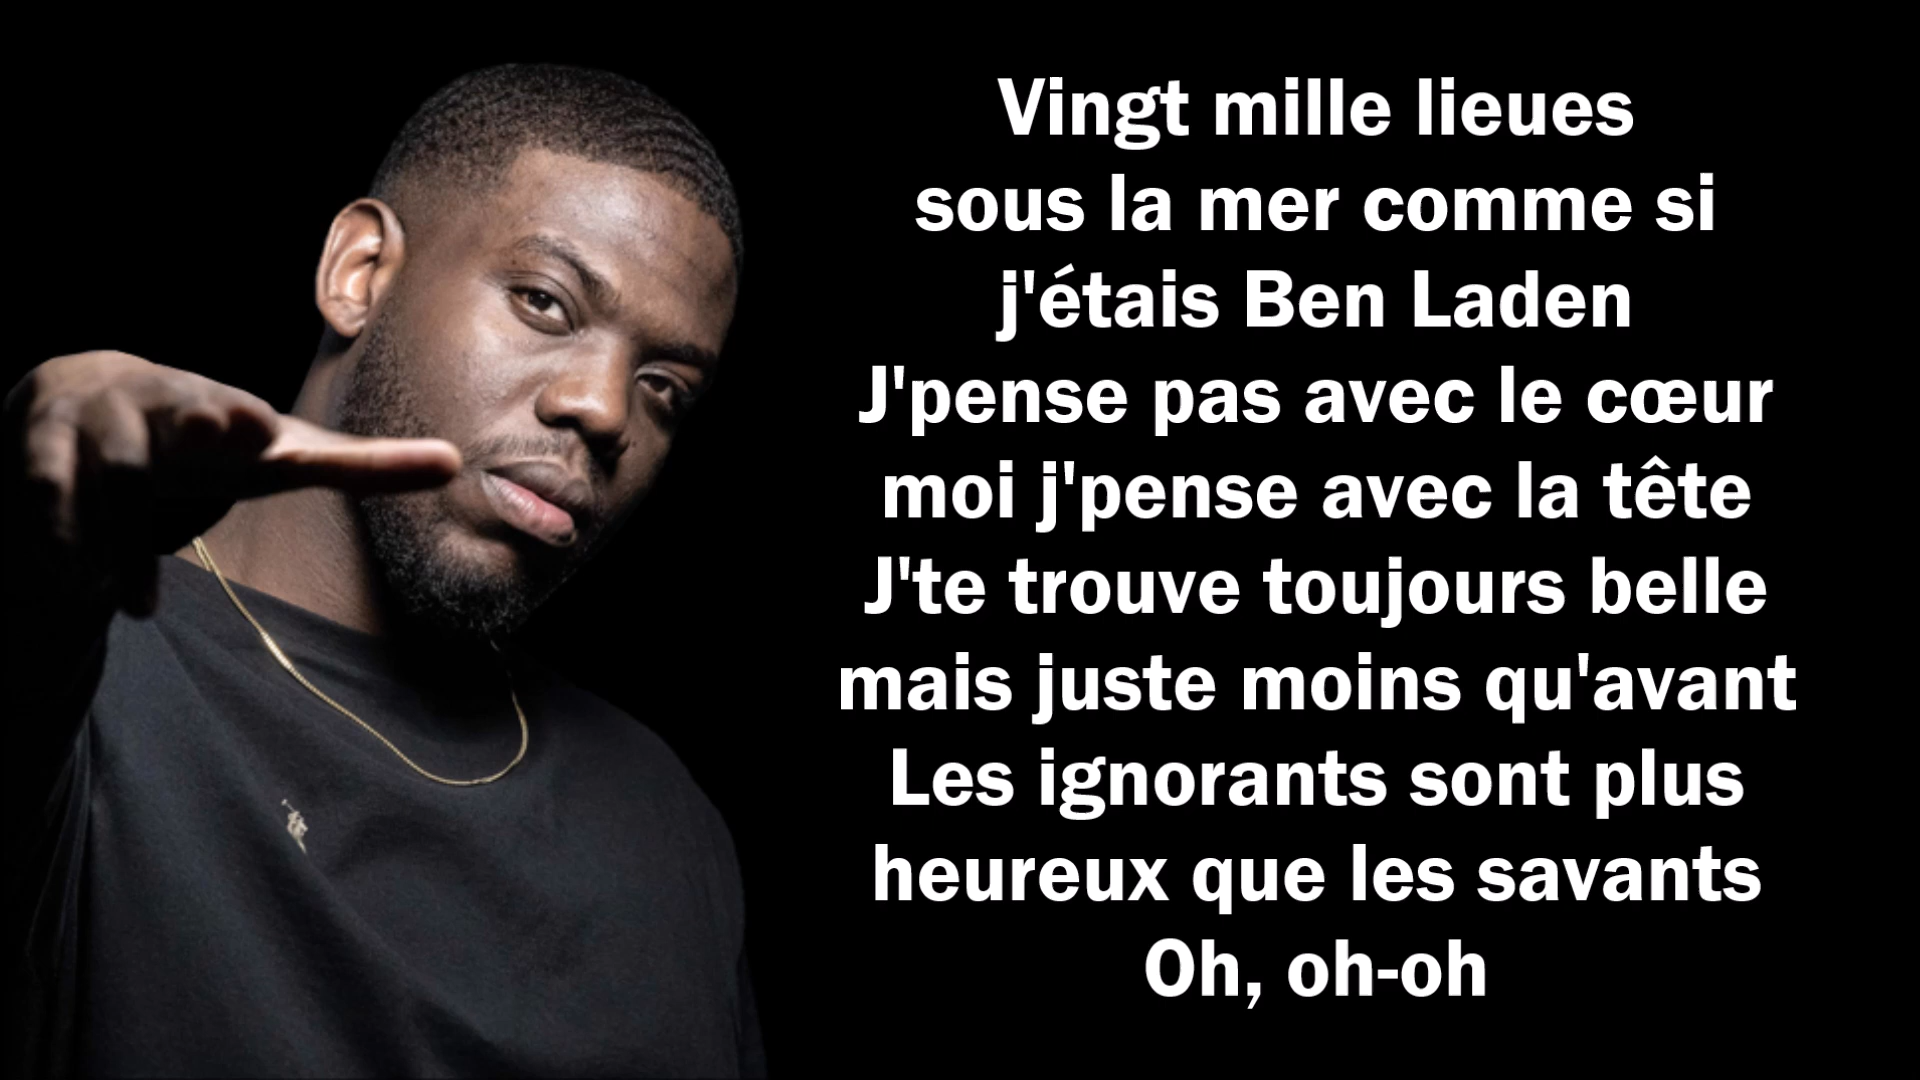 Vingt mille lieues
sous la mer comme si
j'étais Ben Laden
J'pense pas avec le cœur
moi j'pense avec la tête
J'te trouve toujours belle
mais juste moins qu'avant
Les ignorants sont plus
heureux que les savants
Oh, oh-oh